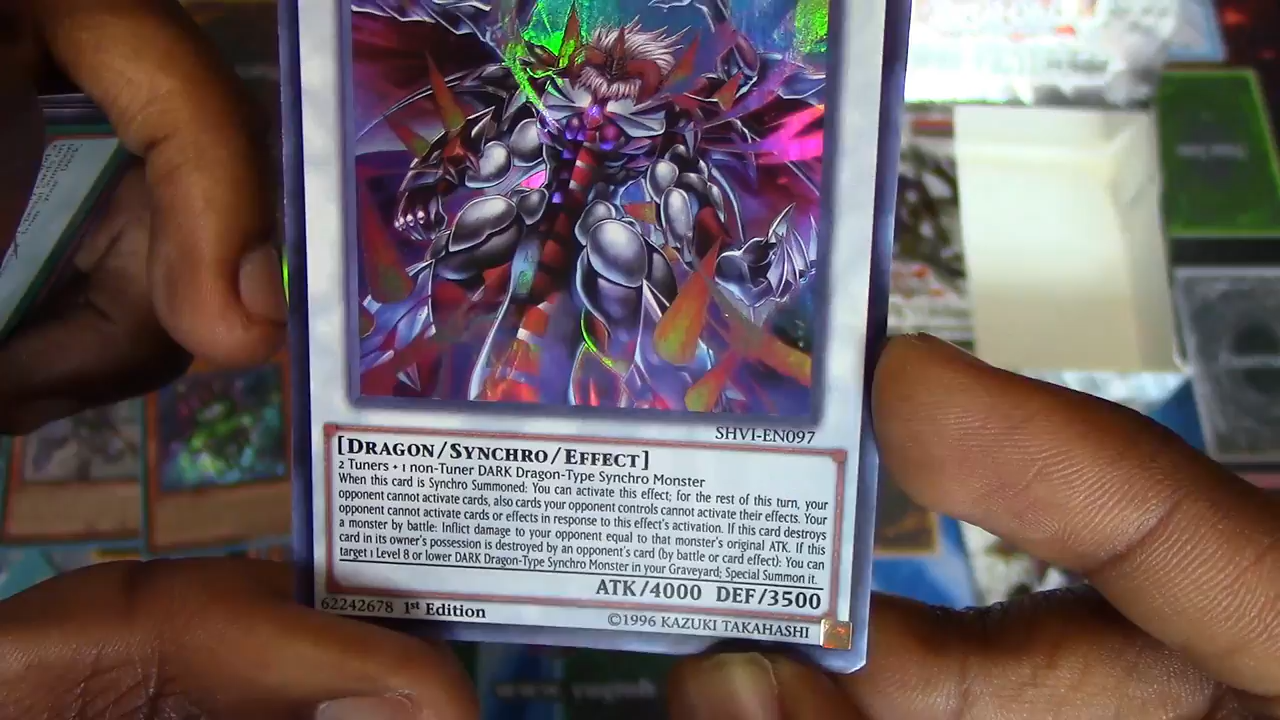 SHVI-EN097
[DRAGON/SYNCHRO/EFFECT]
2 Tuners + 1 non-Tuner DARK Dragon-Type Synchro Monster
When this card is Synchro Summoned: You can activate this effect; for the rest of this turn, your
opponent cannot activate cards, also cards your opponent controls cannot activate their effects. Your
opponent cannot activate cards or effects in response to this effect's activation. If this card destroys
a monster by battle: Inflict damage to your opponent equal to that monster's original ATK. If this
card in its owner's possession is destroyed by an opponent's card (by battle or card effect): You can
target 1 Level 8 or lower DARK Dragon-Type Synchro Monster in your Graveyard; Special Summon it.
ATK/4000 DEF/3500
62242678 1st Edition
©1996 KAZUKI TAKAHASHI